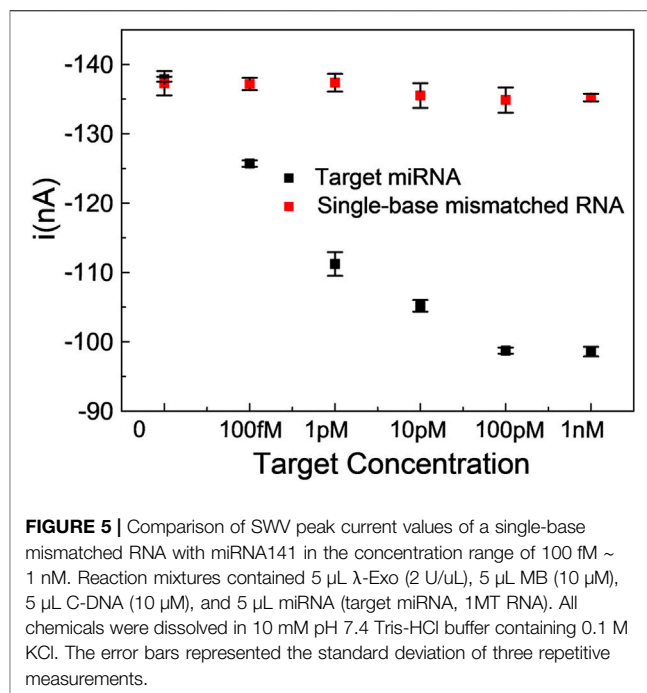 -140
-130
-120
-110
-100
-90
i(nA)
Target miRNA
Single-base mismatched RNA
0 100fM 1pM 10pM 100pM 1nM
Target Concentration
FIGURE 5 | Comparison of SWV peak current values of a single-base
mismatched RNA with miRNA141 in the concentration range of 100 fM ~
1 nM. Reaction mixtures contained 5 µL λ-Exo (2 U/uL), 5 µL MB (10 µM),
5 µL C-DNA (10 µM), and 5 µL miRNA (target miRNA, 1MT RNA). All
chemicals were dissolved in 10 mM pH 7.4 Tris-HCl buffer containing 0.1 M
KCl. The error bars represented the standard deviation of three repetitive
measurements.